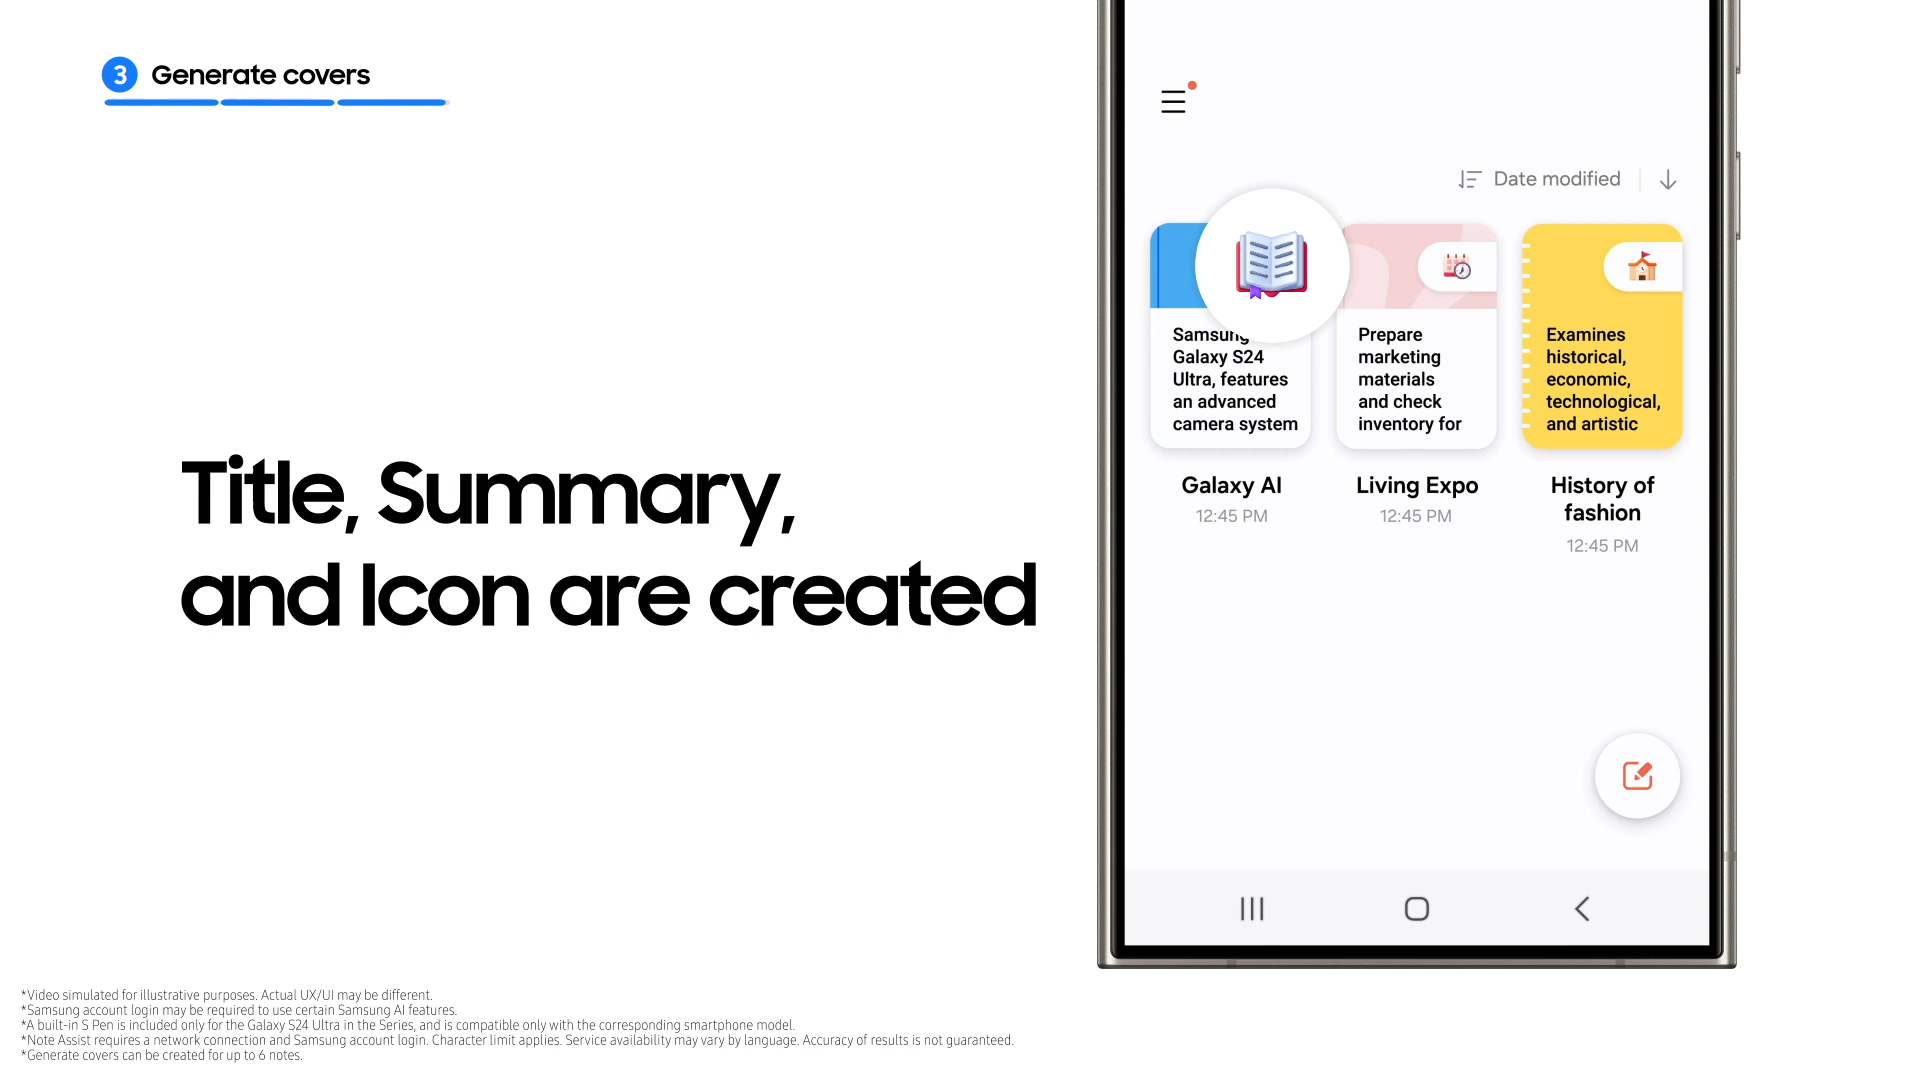 3 Generate covers
Title, Summary,
and Icon are created
Date modified
Samsung
Galaxy S24
Ultra, features
an advanced
camera system
Galaxy AI
12:45 PM
Prepare
marketing
materials
and check
inventory for
Living Expo
12:45 PM
Examines
historical,
economic,
technological,
and artistic
History of
fashion
12:45 PM
*Video simulated for illustrative purposes. Actual UX/UI may be different.
*Samsung account login may be required to use certain Samsung AI features.
*A built-in S Pen is included only for the Galaxy S24 Ultra in the Series, and is compatible only with the corresponding smartphone model.
*Note Assist requires a network connection and Samsung account login. Character limit applies. Service availability may vary by language. Accuracy of results is not guaranteed.
*Generate covers can be created for up to 6 notes.